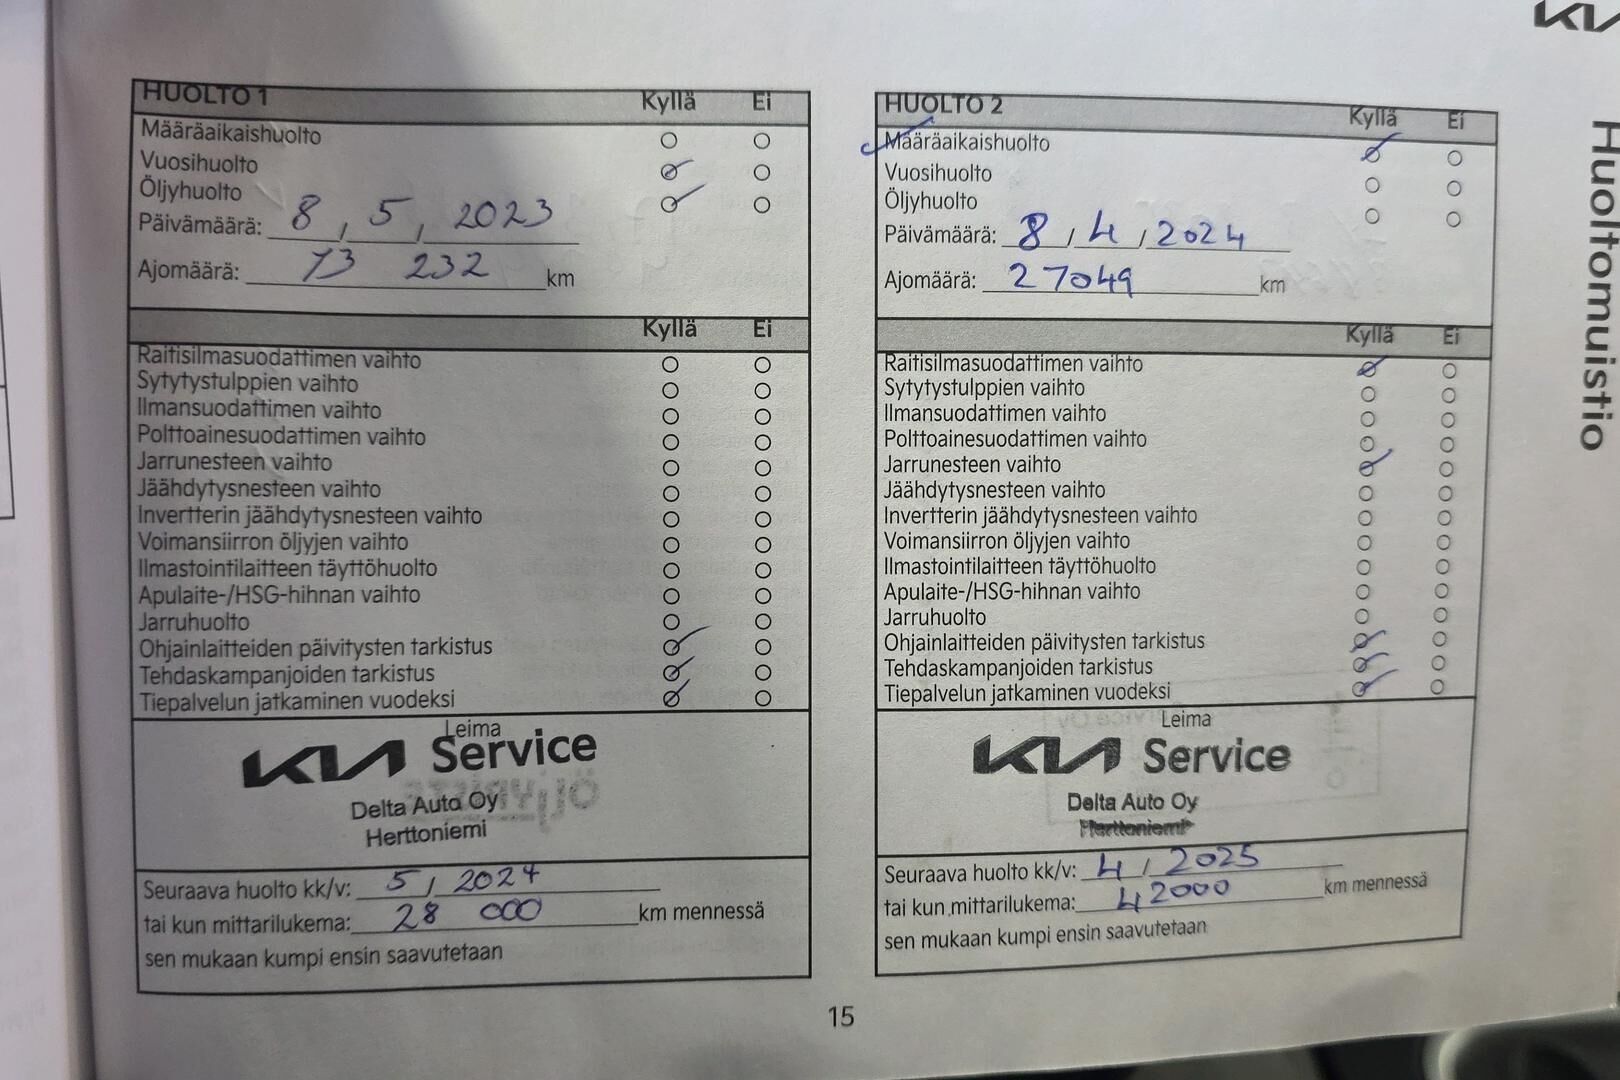 KIA
Huoltomuistio
HUOLTO 1 Kyllä Ei
Määräaikaishuolto
Vuosihuolto
Öljyhuolto
Päivämäärä: 8, 5, 2023
Ajomäärä: 13 232 km
Kyllä Ei
Raitisilmasuodattimen vaihto
Sytytystulppien vaihto
Ilmansuodattimen vaihto
Polttoainesuodattimen vaihto
Jarrunesteen vaihto
Jäähdytysnesteen vaihto
Invertterin jäähdytysnesteen vaihto
Voimansiirron öljyjen vaihto
Ilmastointilaitteen täyttöhuolto
Apulaite-/HSG-hihnan vaihto
Jarruhuolto
Ohjainlaitteiden päivitysten tarkistus
Tehdaskampanjoiden tarkistus
Tiepalvelun jatkaminen vuodeksi
Leima
KIA Service
Delta Auto Oy
Herttoniemi
Seuraava huolto kk/v: 5 / 2024
tai kun mittarilukema: 28 000 km mennessä
sen mukaan kumpi ensin saavutetaan
HUOLTO 2 Kyllä Ei
Määräaikaishuolto
Vuosihuolto
Öljyhuolto
Päivämäärä: 8 / 4 / 2024
Ajomäärä: 27049 km
Kyllä Ei
Raitisilmasuodattimen vaihto
Sytytystulppien vaihto
Ilmansuodattimen vaihto
Polttoainesuodattimen vaihto
Jarrunesteen vaihto
Jäähdytysnesteen vaihto
Invertterin jäähdytysnesteen vaihto
Voimansiirron öljyjen vaihto
Ilmastointilaitteen täyttöhuolto
Apulaite-/HSG-hihnan vaihto
Jarruhuolto
Ohjainlaitteiden päivitysten tarkistus
Tehdaskampanjoiden tarkistus
Tiepalvelun jatkaminen vuodeksi
Leima
KIA Service
Delta Auto Oy
Herttoniemi
Seuraava huolto kk/v: 4 / 2025
tai kun mittarilukema: 42000 km mennessä
sen mukaan kumpi ensin saavutetaan
15